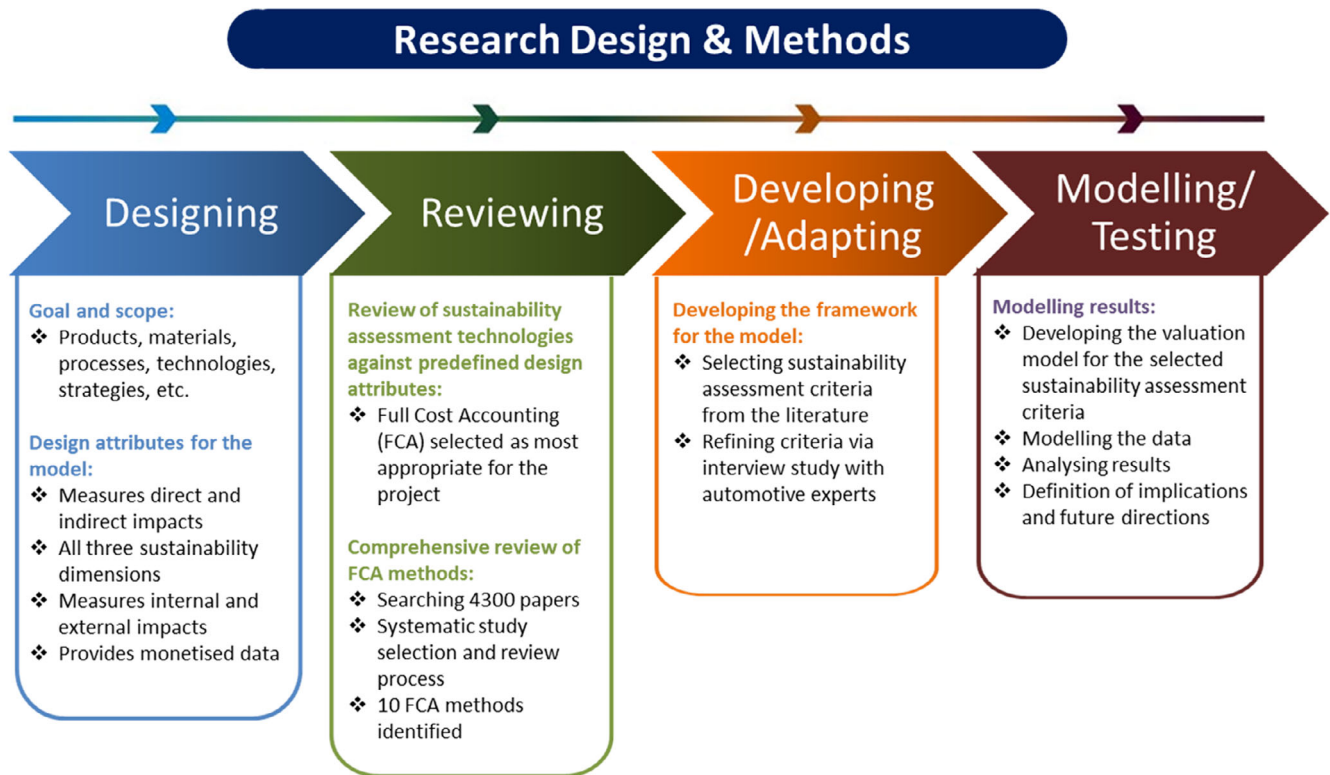 Research Design & Methods
Designing
Goal and scope:
❖ Products, materials,
processes, technologies,
strategies, etc.
Design attributes for the
model:
❖ Measures direct and
indirect impacts
❖ All three sustainability
dimensions
❖ Measures internal and
external impacts
❖ Provides monetised data
Reviewing
Review of sustainability
assessment technologies
against predefined design
attributes:
❖ Full Cost Accounting
(FCA) selected as most
appropriate for the
project
Comprehensive review of
FCA methods:
❖ Searching 4300 papers
❖ Systematic study
selection and review
process
❖ 10 FCA methods
identified
Developing
/Adapting
Developing the framework
for the model:
❖ Selecting sustainability
assessment criteria
from the literature
❖ Refining criteria via
interview study with
automotive experts
Modelling/
Testing
Modelling results:
❖ Developing the valuation
model for the selected
sustainability assessment
criteria
❖ Modelling the data
❖ Analysing results
❖ Definition of implications
and future directions